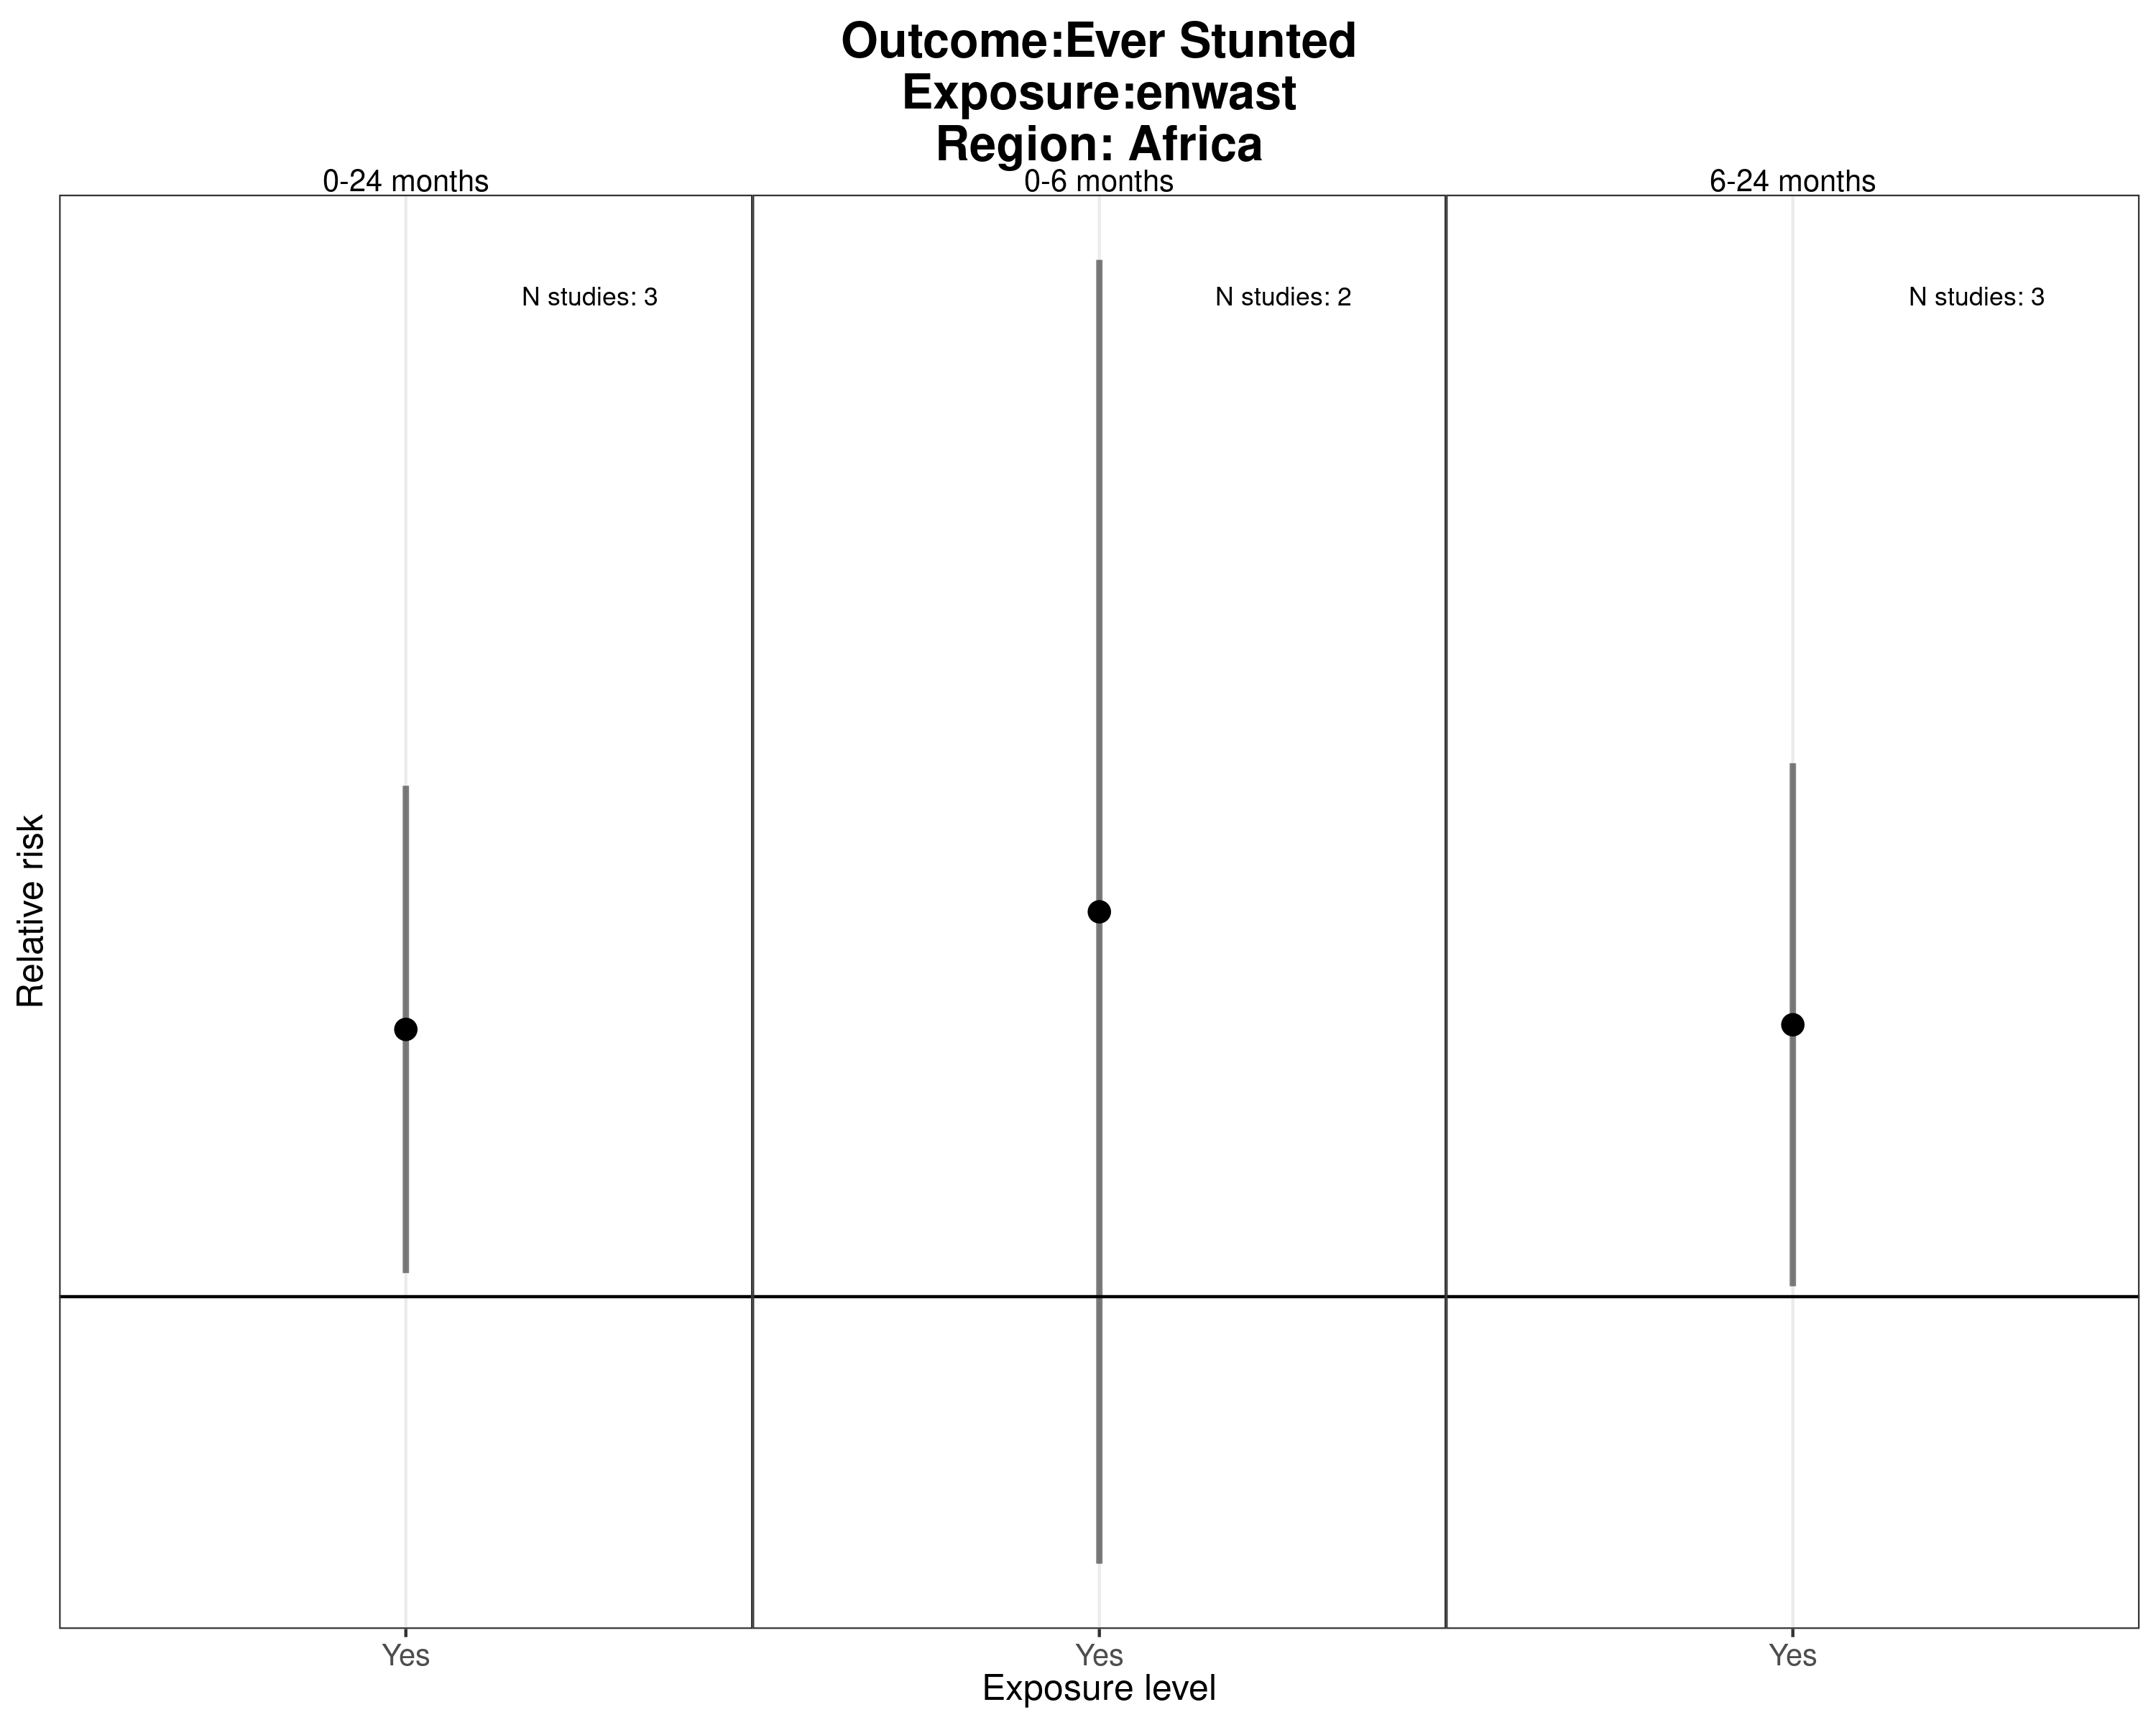 Outcome:Ever Stunted
Exposure:enwast
Region: Africa
0-24 months
0-6 months
6-24 months
N studies: 3
N studies: 2
N studies: 3
Relative risk
Yes
Yes
Yes
Exposure level